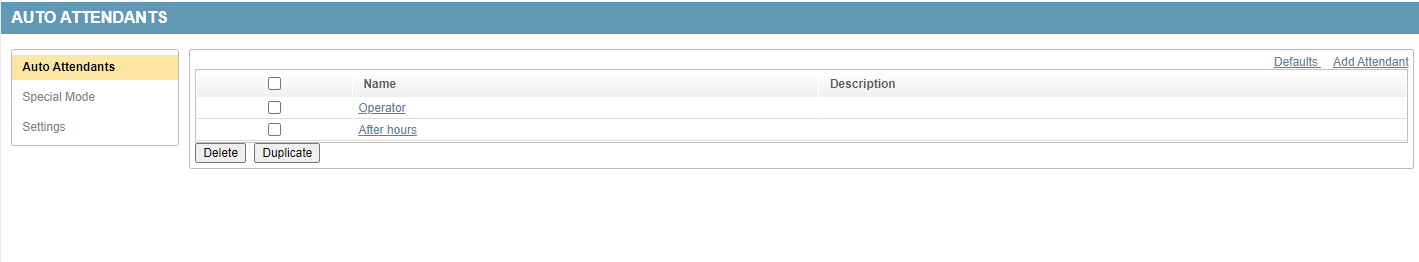 AUTO ATTENDANTS
Auto Attendants
Special Mode
Settings
Defaults Add Attendant
Name Description
Operator
After hours
Delete Duplicate